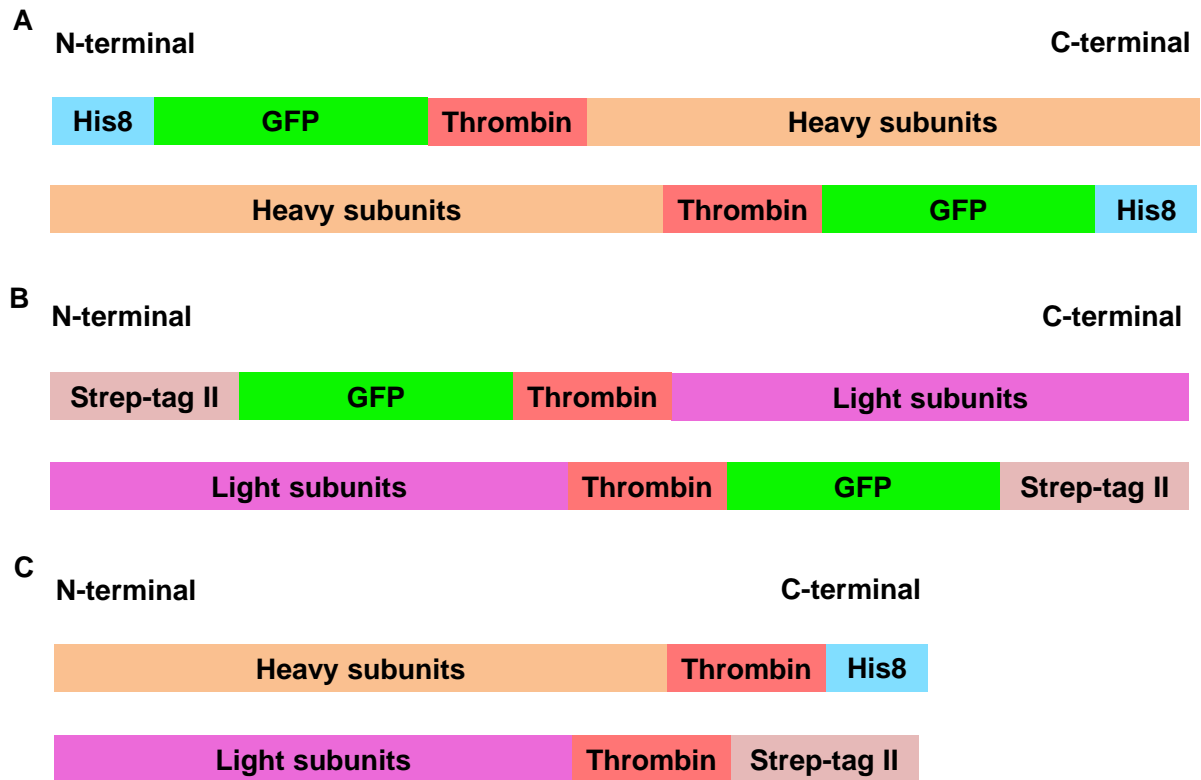 A
N-terminal C-terminal
His8 GFP Thrombin Heavy subunits
Heavy subunits Thrombin GFP His8
B
N-terminal C-terminal
Strep-tag II GFP Thrombin Light subunits
Light subunits Thrombin GFP Strep-tag II
C
N-terminal C-terminal
Heavy subunits Thrombin His8
Light subunits Thrombin Strep-tag II